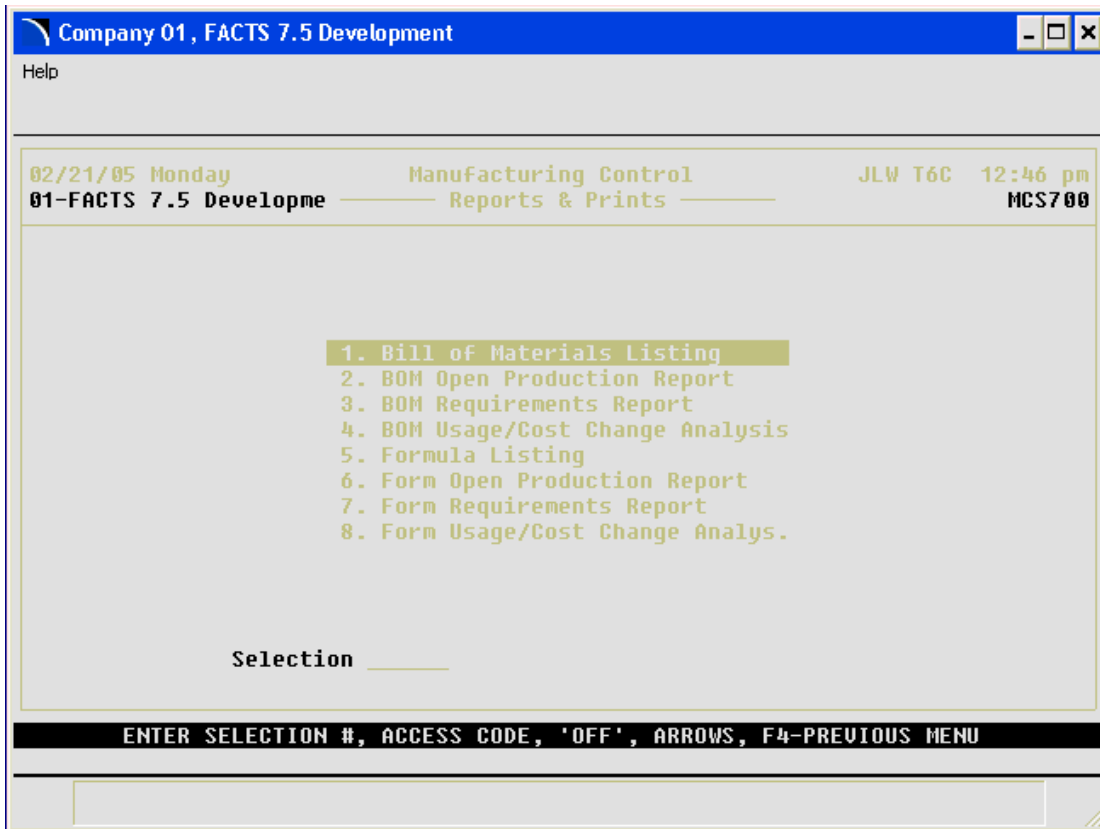 Company 01, FACTS 7.5 Development
Help
02/21/05 Monday Manufacturing Control JLW T6C 12:46 pm
01-FACTS 7.5 Developme Reports & Prints MCS700
1. Bill of Materials Listing
2. BOM Open Production Report
3. BOM Requirements Report
4. BOM Usage/Cost Change Analysis
5. Formula Listing
6. Form Open Production Report
7. Form Requirements Report
8. Form Usage/Cost Change Analys.
Selection ______
ENTER SELECTION #, ACCESS CODE, 'OFF', ARROWS, F4-PREVIOUS MENU